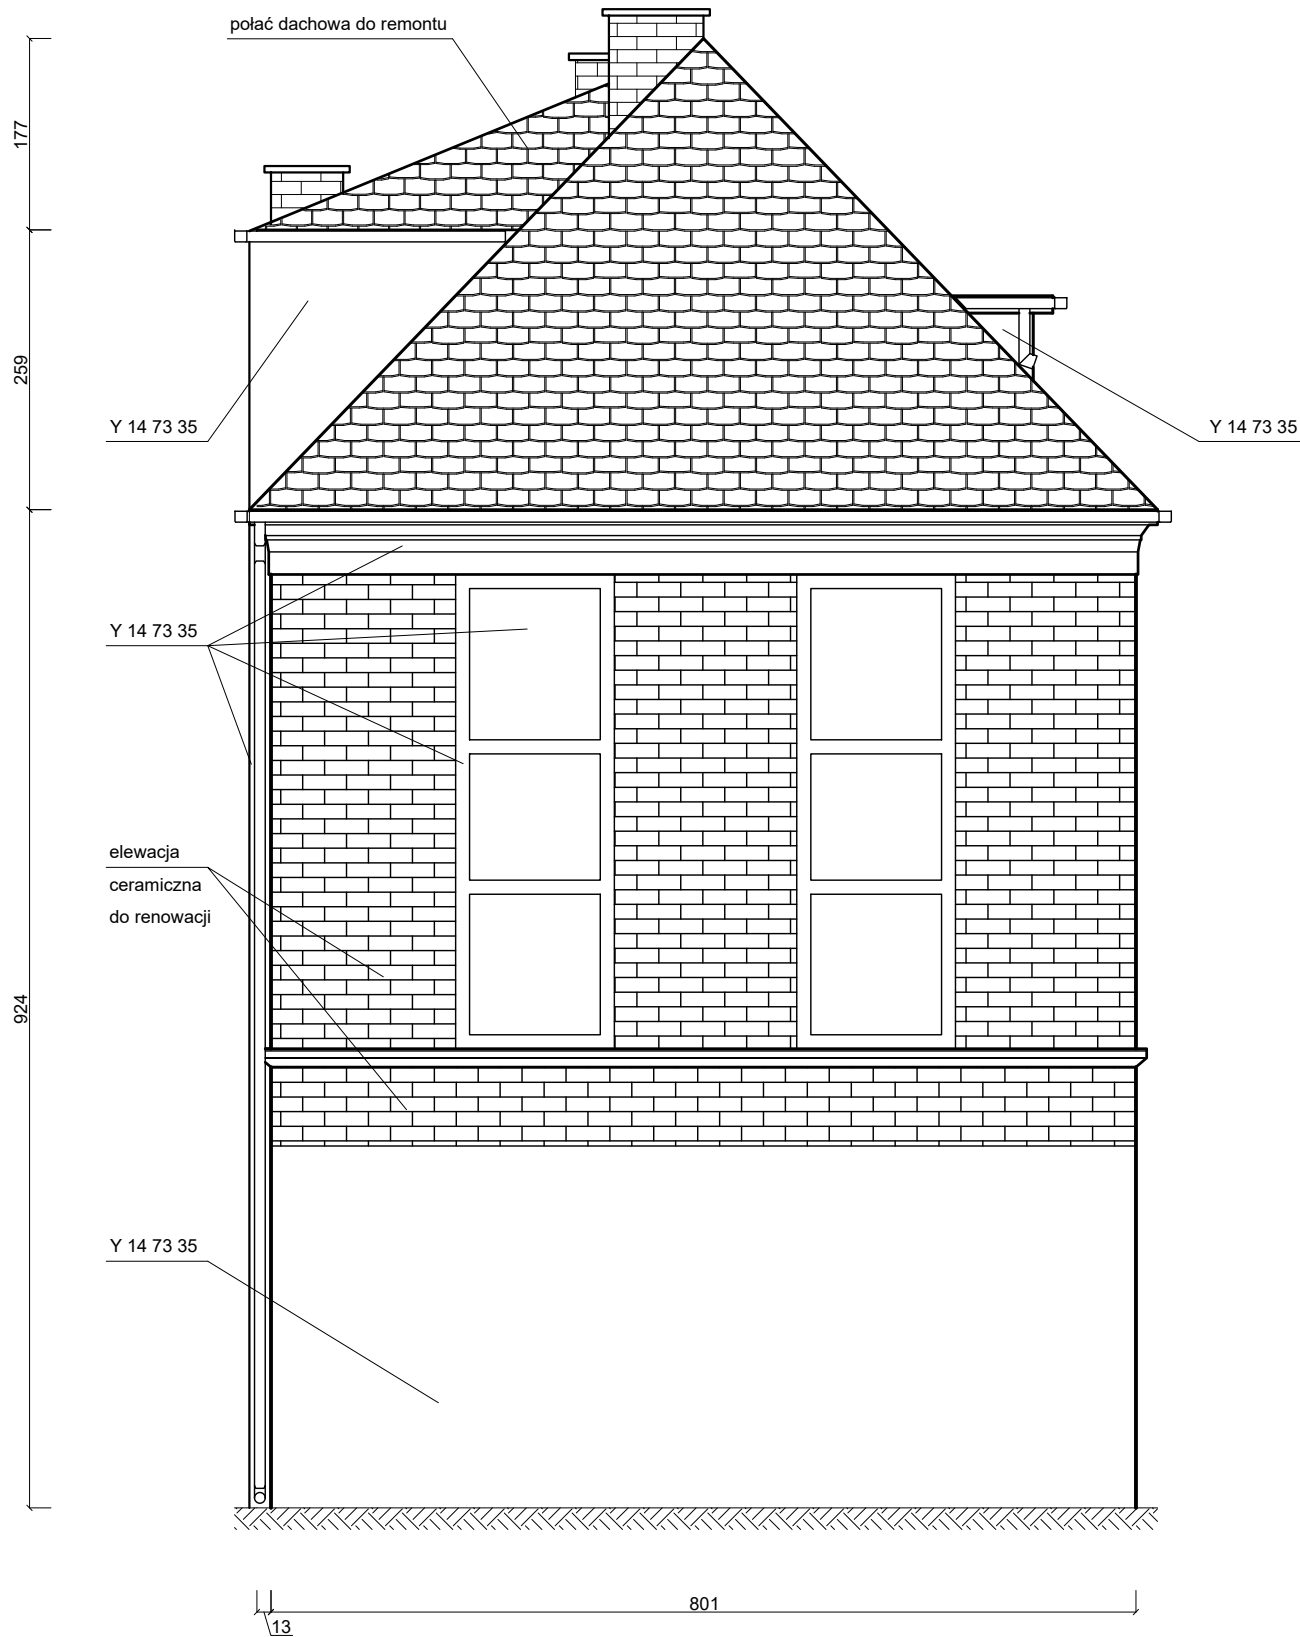 połać dachowa do remontu
177
259
Y 14 73 35
Y 14 73 35
Y 14 73 35
elewacja
ceramiczna
do renowacji
924
Y 14 73 35
801
13